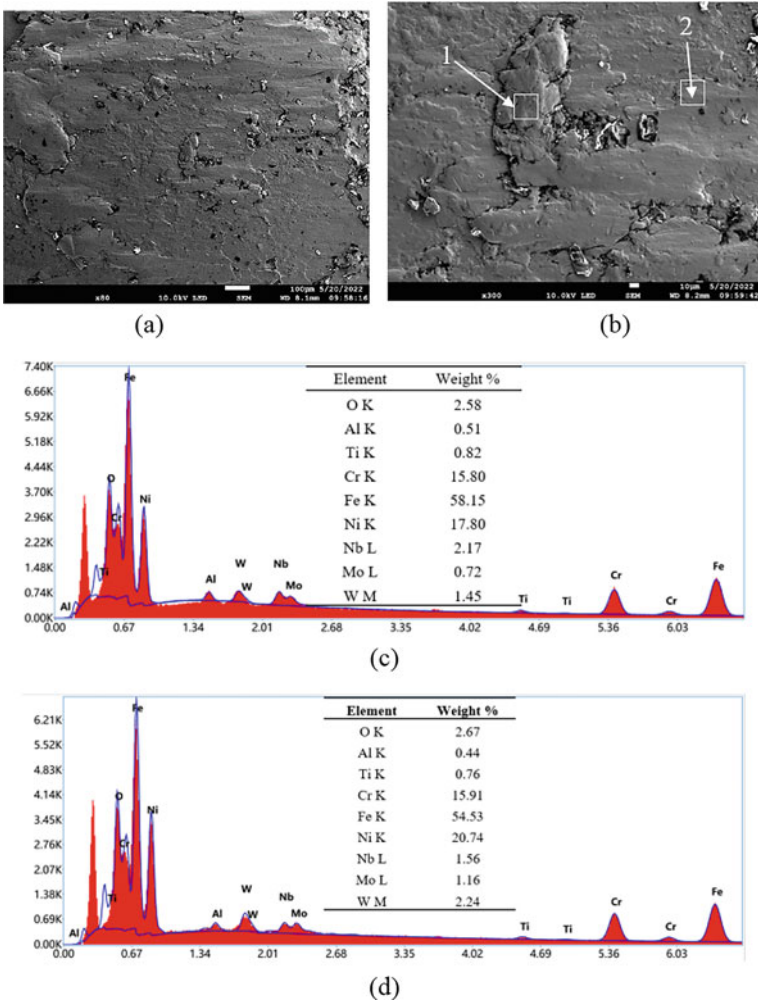 1
2
100µm 5/20/2022
x80 10.0kV LED SEM WD 8.1mm 09:58:16
10µm 5/20/2022
x300 10.0kV LED SEM WD 8.2mm 09:59:42
(a)
(b)
7.40K
6.66K
5.92K
5.18K
4.44K
3.70K
2.96K
2.22K
1.48K
0.74K
0.00K
Fe
O
Cr
Ni
Ti
Al
Al
W
W
Nb
Mo
Ti
Ti
Cr
Cr
Fe
Element Weight %
O K 2.58
Al K 0.51
Ti K 0.82
Cr K 15.80
Fe K 58.15
Ni K 17.80
Nb L 2.17
Mo L 0.72
W M 1.45
0.00 0.67 1.34 2.01 2.68 3.35 4.02 4.69 5.36 6.03
(c)
6.21K
5.52K
4.83K
4.14K
3.45K
2.76K
2.07K
1.38K
0.69K
0.00K
Fe
O
Ni
Cr
Ti
Al
Al
W
W
Nb
Mo
Ti
Ti
Cr
Cr
Fe
Element Weight %
O K 2.67
Al K 0.44
Ti K 0.76
Cr K 15.91
Fe K 54.53
Ni K 20.74
Nb L 1.56
Mo L 1.16
W M 2.24
0.00 0.67 1.34 2.01 2.68 3.35 4.02 4.69 5.36 6.03
(d)